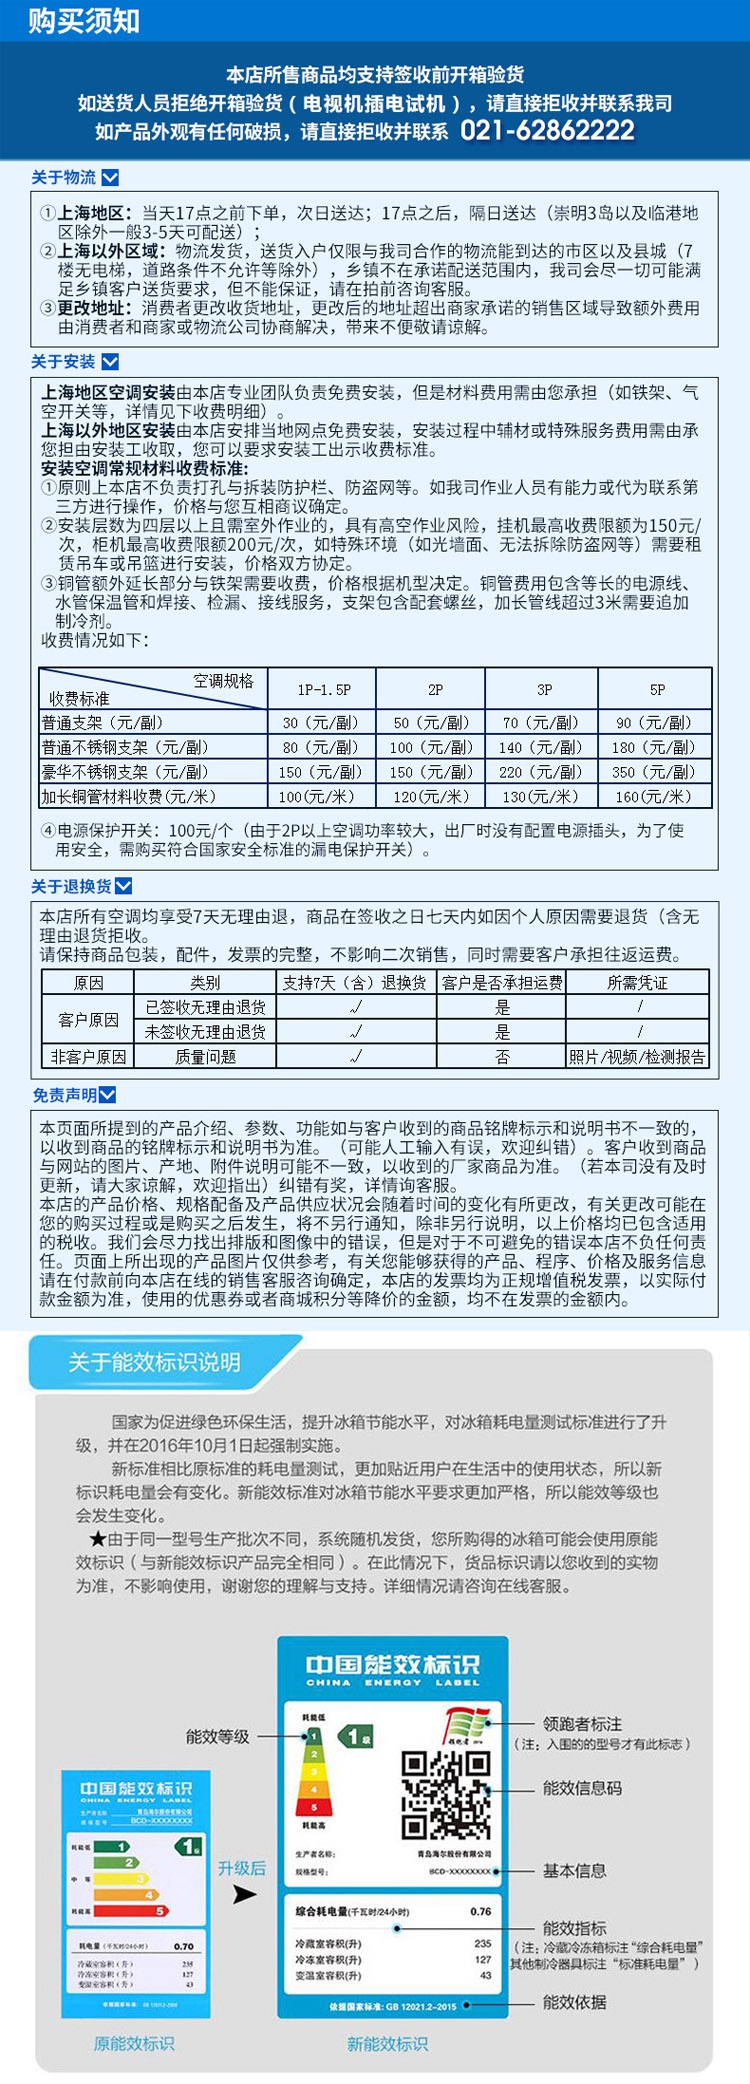 购买须知
本店所售商品均支持签收前开箱验货
如送货人员拒绝开箱验货(电视机插电试机),请直接拒收并联系我司
如产品外观有任何破损,请直接拒收并联系 021-62862222
关于物流
①上海地区：当天17点之前下单，次日送达；17点之后，隔日送达（崇明3岛以及临港地
区除外一般3-5天可配送）；
②上海以外区域：物流发货，送货入户仅限与我司合作的物流能到达的市区以及县城（7
楼无电梯，道路条件不允许等除外），乡镇不在承诺配送范围内，我司会尽一切可能满
足乡镇客户送货要求，但不能保证，请在拍前咨询客服。
③更改地址：消费者更改收货地址，更改后的地址超出商家承诺的销售区域导致额外费用
由消费者和商家或物流公司协商解决，带来不便敬请谅解。
关于安装
上海地区空调安装由本店专业团队负责免费安装，但是材料费用需由您承担（如铁架、气
空开关等，详情见下收费明细）。
上海以外地区安装由本店安排当地网点免费安装，安装过程中辅材或特殊服务费用需由承
您担由安装工收取，您可以要求安装工出示收费标准。
安装空调常规材料收费标准:
①原则上本店不负责打孔与拆装防护栏、防盗网等。如我司作业人员有能力或代为联系第
三方进行操作，价格与您互相商议确定。
②安装层数为四层以上且需室外作业的，具有高空作业风险，挂机最高收费限额为150元/
次，柜机最高收费限额200元/次，如特殊环境（如光墙面、无法拆除防盗网等）需要租
赁吊车或吊篮进行安装，价格双方协定。
③铜管额外延长部分与铁架需要收费，价格根据机型决定。铜管费用包含等长的电源线、
水管保温管和焊接、检漏、接线服务，支架包含配套螺丝，加长管线超过3米需要追加
制冷剂。
收费情况如下：
空调规格 收费标准 1P-1.5P 2P 3P 5P
普通支架（元/副） 30（元/副） 50（元/副） 70（元/副） 90（元/副）
普通不锈钢支架（元/副） 80（元/副） 100（元/副） 140（元/副） 180（元/副）
豪华不锈钢支架（元/副） 150（元/副） 150（元/副） 220（元/副） 350（元/副）
加长铜管材料收费(元/米） 100(元/米） 120(元/米） 130(元/米） 160(元/米）
④电源保护开关：100元/个（由于2P以上空调功率较大，出厂时没有配置电源插头，为了使
用安全，需购买符合国家安全标准的漏电保护开关）。
关于退换货
本店所有空调均享受7天无理由退，商品在签收之日七天内如因个人原因需要退货（含无
理由退货拒收。
请保持商品包装，配件，发票的完整，不影响二次销售，同时需要客户承担往返运费。
原因 类别 支持7天（含）退换货 客户是否承担运费 所需凭证
客户原因 已签收无理由退货 √ 是 /
未签收无理由退货 √ 是 /
非客户原因 质量问题 √ 否 照片/视频/检测报告
免责声明
本页面所提到的产品介绍、参数、功能如与客户收到的商品铭牌标示和说明书不一致的，
以收到商品的铭牌标示和说明书为准。（可能人工输入有误，欢迎纠错）。客户收到商品
与网站的图片、产地、附件说明可能不一致，以收到的厂家商品为准。（若本司没有及时
更新，请大家谅解，欢迎指出）纠错有奖，详情询客服。
本店的产品价格、规格配备及产品供应状况会随着时间的变化有所更改，有关更改可能在
您的购买过程或是购买之后发生，将不另行通知，除非另行说明，以上价格均已包含适用
的税收。我们会尽力找出排版和图像中的错误，但是对于不可避免的错误本店不负任何责
任。页面上所出现的产品图片仅供参考，有关您能够获得的产品、程序、价格及服务信息
请在付款前向本店在线的销售客服咨询确定，本店的发票均为正规增值税发票，以实际付
款金额为准，使用的优惠券或者商城积分等降价的金额，均不在发票的金额内。
关于能效标识说明
国家为促进绿色环保生活，提升冰箱节能水平，对冰箱耗电量测试标准进行了升
级，并在2016年10月1日起强制实施。
新标准相比原标准的耗电量测试，更加贴近用户在生活中的使用状态，所以新
标识耗电量会有变化。新能效标准对冰箱节能水平要求更加严格，所以能效等级也
会发生变化。
★由于同一型号生产批次不同，系统随机发货，您所购得的冰箱可能会使用原能
效标识（与新能效标识产品完全相同）。在此情况下，货品标识请以您收到的实物
为准，不影响使用，谢谢您的理解与支持。详细情况请咨询在线客服。
中国能效标识
CHINA ENERGY LABEL
生产者名称 青岛海尔股份有限公司
规格型号 BCD-XXXXXXXX
耗能低 1 1级
2
中 等 3
4
耗能高 5
耗电量（千瓦时/24小时） 0.70
冷藏室容积（升） 235
冷冻室容积（升） 127
变温室容积（升） 43
依据国家标准: GB 12021.2-2008
原能效标识
升级后
中国能效标识
CHINA ENERGY LABEL
耗能低
1 1级
2
3
4
5
耗能高
领跑者 2016
生产者名称: 青岛海尔股份有限公司
规格型号: BCD-XXXXXXXX
综合耗电量(千瓦时/24小时) 0.76
冷藏室容积(升) 235
冷冻室容积(升) 127
变温室容积(升) 43
依据国家标准: GB 12021.2-2015
新能效标识
能效等级
领跑者标注
（注：入围的的型号才有此标志）
能效信息码
基本信息
能效指标
（注：冷藏冷冻箱标注“综合耗电量”
其他制冷器具标注“标准耗电量”）
能效依据